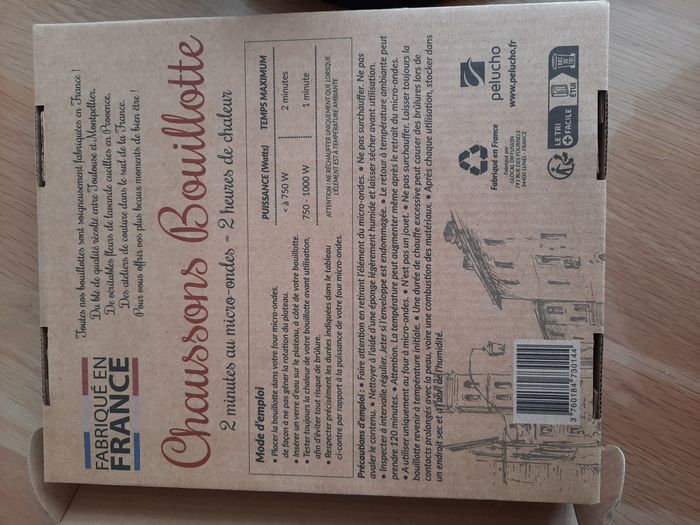 FABRIQUÉ EN
FRANCE
Toutes nos bouillottes sont soigneusement fabriquées en France !
Du blé de qualité récolté entre Toulouse et Montpellier,
De véritables fleurs de lavande cueillies en Provence,
Des ateliers de couture dans le sud de la France.
Pour vous offrir vos plus beaux moments de bien être !
Chaussons Bouillotte
2 minutes au micro-ondes = 2 heures de chaleur
Mode d'emploi
• Placer la bouillotte dans votre four micro-ondes,
de façon à ne pas gêner la rotation du plateau.
• Insérer un verre d'eau sur le plateau, à côté de votre bouillotte.
• Tester toujours la chaleur de votre bouillotte avant utilisation,
afin d'éviter tout risque de brûlure.
• Respecter précisément les durées indiquées dans le tableau
ci-contre par rapport à la puissance de votre four micro-ondes.
PUISSANCE (Watts) TEMPS MAXIMUM
< à 750 W 2 minutes
750 - 1000 W 1 minute
ATTENTION ! NE RÉCHAUFFER UNIQUEMENT QUE LORSQUE
L'ÉLÉMENT EST À TEMPÉRATURE AMBIANTE
Précautions d'emploi : • Faire attention en retirant l'élément du micro-ondes. • Ne pas surchauffer. Ne pas
avaler le contenu. • Nettoyer à l'aide d'une éponge légèrement humide et laisser sécher avant utilisation.
• Inspecter à intervalle régulier. Jeter si l'enveloppe est endommagée. • Le retour à température ambiante peut
prendre 120 minutes. • Attention. La température peut augmenter même après le retrait du micro-ondes.
• A utiliser uniquement au four à micro-ondes. • N'est pas un jouet. • Ne pas surchauffer. Laisser toujours la
bouillotte revenir à température initiale. • Une durée de chauffe excessive peut causer des brûlures lors de
contacts prolongés avec la peau, voire une combustion des matériaux. • Après chaque utilisation, stocker dans
un endroit sec et à l'abri de l'humidité.
3 760184 730144
Fabriqué en France
Fabriqué par
34400 LUNEL - FRANCE
pelucho
www.pelucho.fr
LE TRI
+ FACILE
ÉTUI
BAC
DE TRI